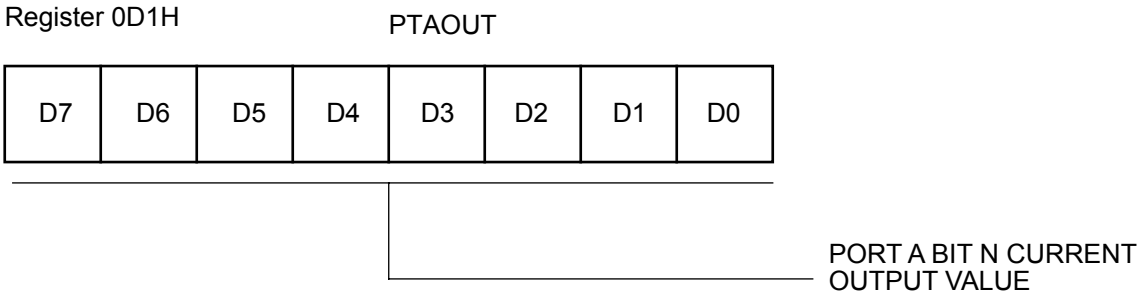 Register 0D1H
PTAOUT
D7 D6 D5 D4 D3 D2 D1 D0
PORT A BIT N CURRENT
OUTPUT VALUE